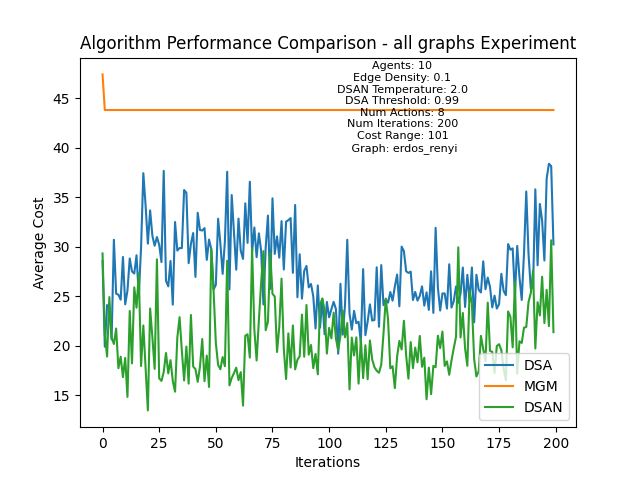 Algorithm Performance Comparison - all graphs Experiment
Agents: 10
Edge Density: 0.1
DSAN Temperature: 2.0
DSA Threshold: 0.99
Num Actions: 8
Num Iterations: 200
Cost Range: 101
Graph: erdos_renyi
Average Cost
45
40
35
30
25
20
15
DSA
MGM
DSAN
0
25
50
75
100
125
150
175
200
Iterations